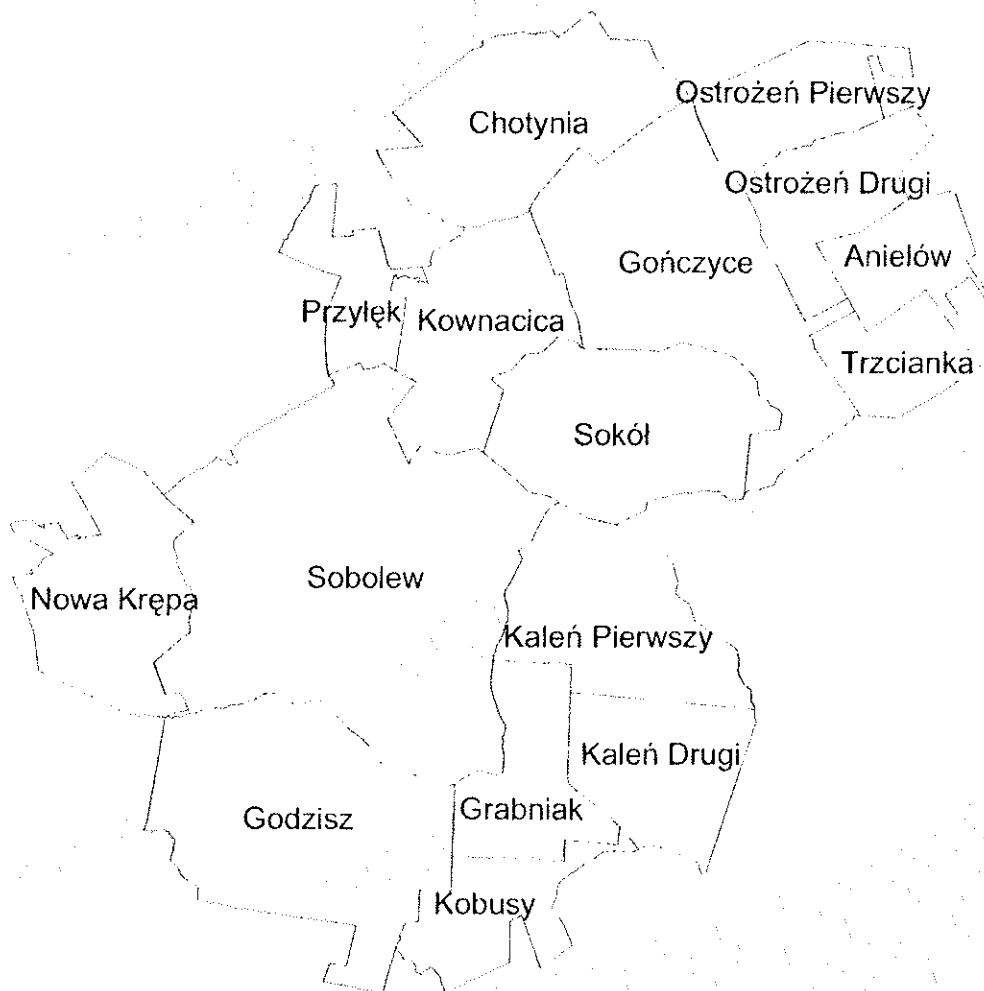 Ostrożeń Pierwszy
Chotynia
Ostrożeń Drugi
Anielów
Gończyce
Przyłęk
Kownacica
Trzcianka
Sokół
Sobolew
Nowa Krępa
Kaleń Pierwszy
Kaleń Drugi
Grabniak
Godzisz
Kobusy